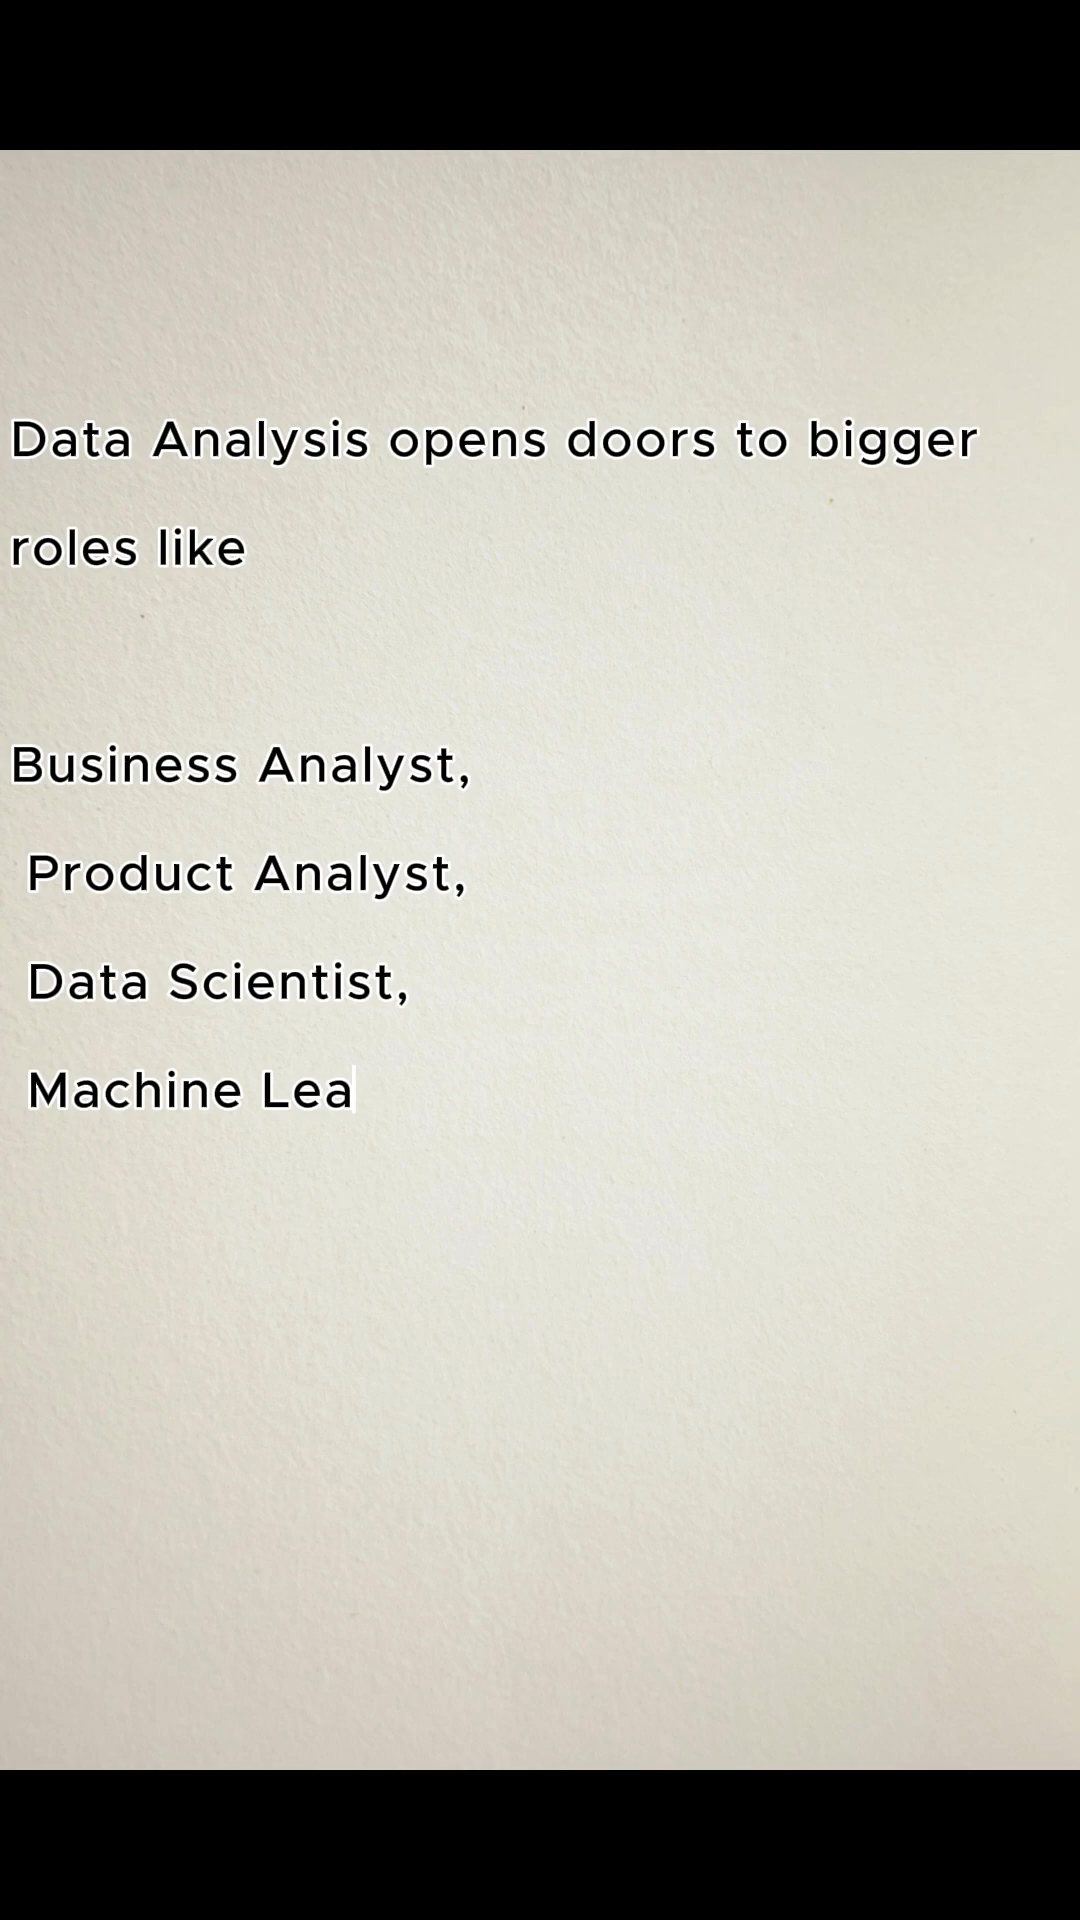 Data Analysis opens doors to bigger
roles like
Business Analyst,
Product Analyst,
Data Scientist,
Machine Lea